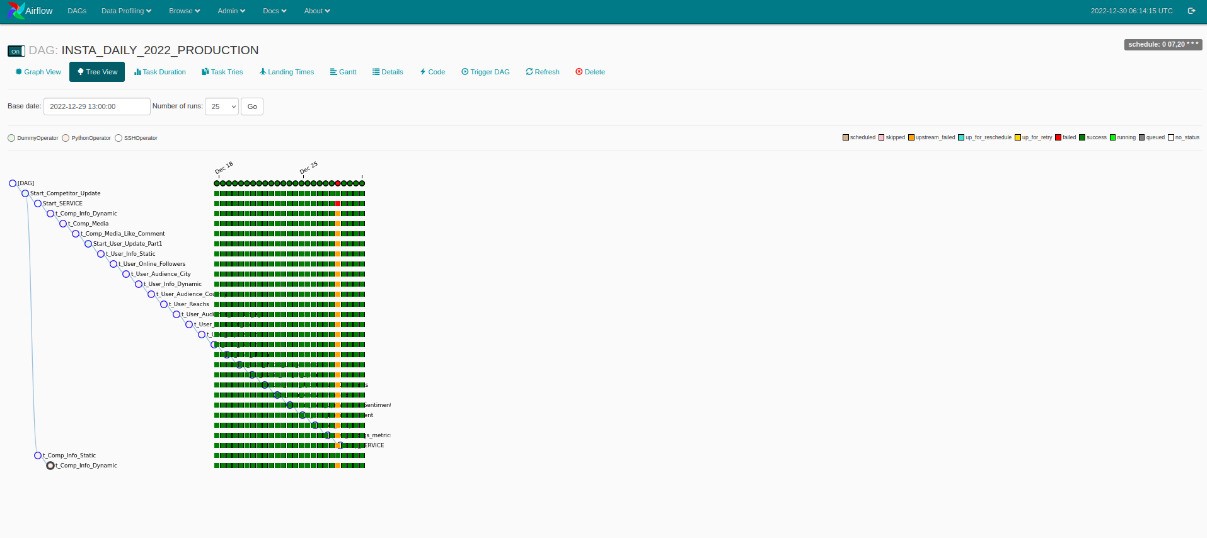 Airflow DAGs Data Profiling Browse Admin Docs About 2022-12-30 06:14:15 UTC
On DAG: INSTA_DAILY_2022_PRODUCTION schedule: 0 07,20 * * *
Graph View Tree View Task Duration Task Tries Landing Times Gantt Details Code Trigger DAG Refresh Delete
Base date: 2022-12-29 13:00:00 Number of runs: 25 Go
DummyOperator PythonOperator SSHOperator scheduled skipped upstream_failed up_for_reschedule up_for_retry failed success running queued no_status
Dec 18 Dec 25
[DAG]
Start_Competitor_Update
Start_SERVICE
t_Comp_Info_Dynamic
t_Comp_Media
t_Comp_Media_Like_Comment
Start_User_Update_Part1
t_User_Info_Static
t_User_Online_Followers
t_User_Audience_City
t_User_Info_Dynamic
t_User_Audience_Co
t_User_Reachs
t_User_Aud
t_User_
Sentiment
ent
gs_metric
SERVICE
t_Comp_Info_Static
t_Comp_Info_Dynamic